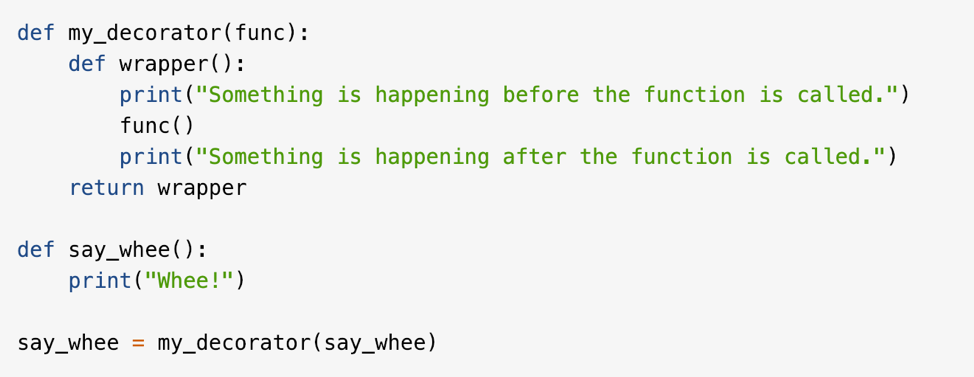 def my_decorator(func):
    def wrapper():
        print("Something is happening before the function is called.")
        func()
        print("Something is happening after the function is called.")
    return wrapper

def say_whee():
    print("Whee!")

say_whee = my_decorator(say_whee)